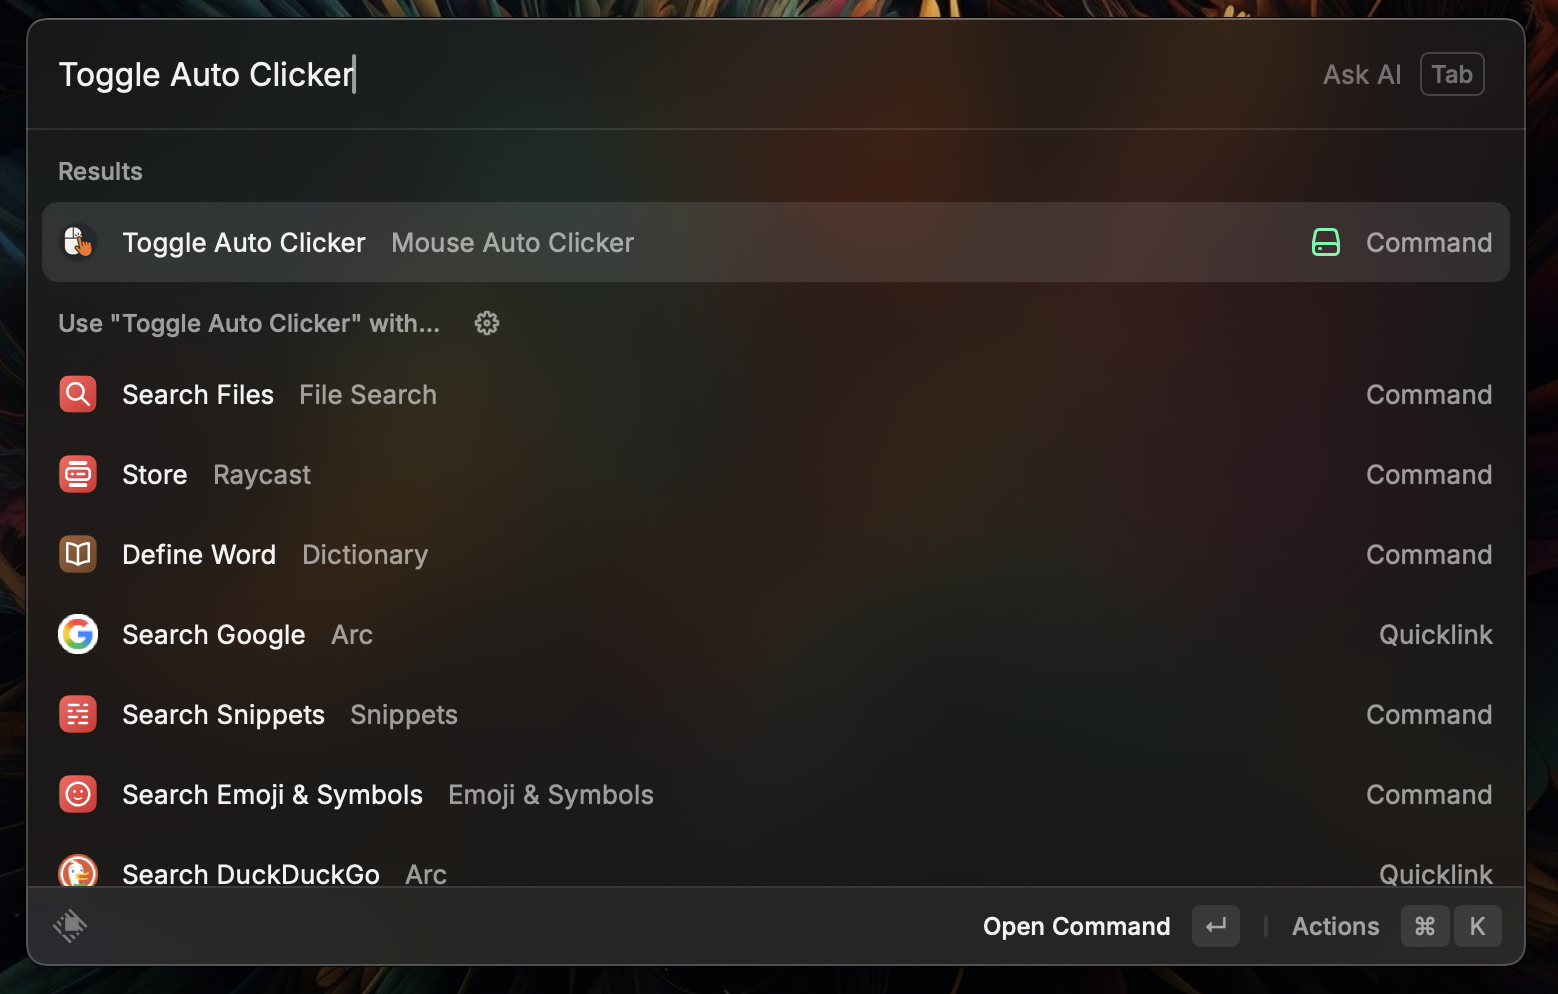 Toggle Auto Clicker Ask AI Tab
Results
Toggle Auto Clicker Mouse Auto Clicker Command
Use "Toggle Auto Clicker" with...
Search Files File Search Command
Store Raycast Command
Define Word Dictionary Command
Search Google Arc Quicklink
Search Snippets Snippets Command
Search Emoji & Symbols Emoji & Symbols Command
Search DuckDuckGo Arc Quicklink
Open Command ↵ Actions ⌘ K